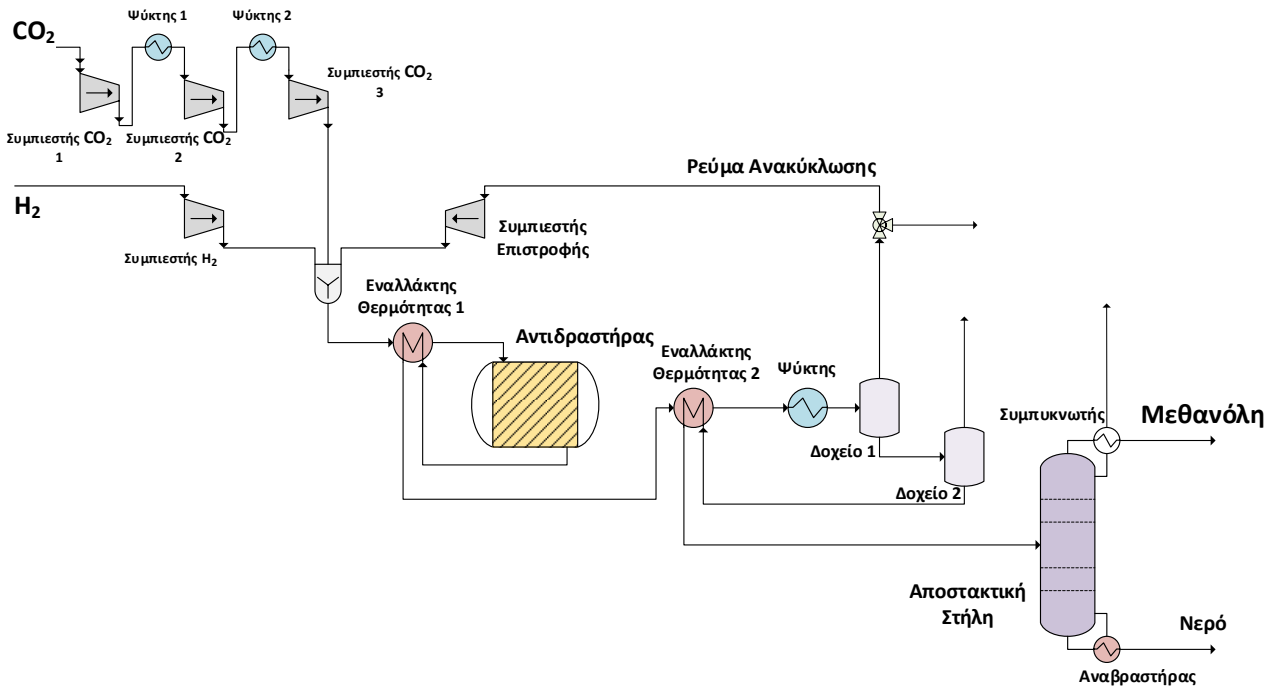 Ψύκτης 1
Ψύκτης 2
CO₂
Συμπιεστής CO₂
3
Συμπιεστής CO₂
1
Συμπιεστής CO₂
2
Ρεύμα Ανακύκλωσης
H₂
Συμπιεστής
Επιστροφής
Συμπιεστής H₂
Εναλλάκτης
Θερμότητας 1
Αντιδραστήρας
Εναλλάκτης
Θερμότητας 2
Ψύκτης
Συμπυκνωτής
Μεθανόλη
Δοχείο 1
Δοχείο 2
Αποστακτική
Στήλη
Νερό
Αναβραστήρας